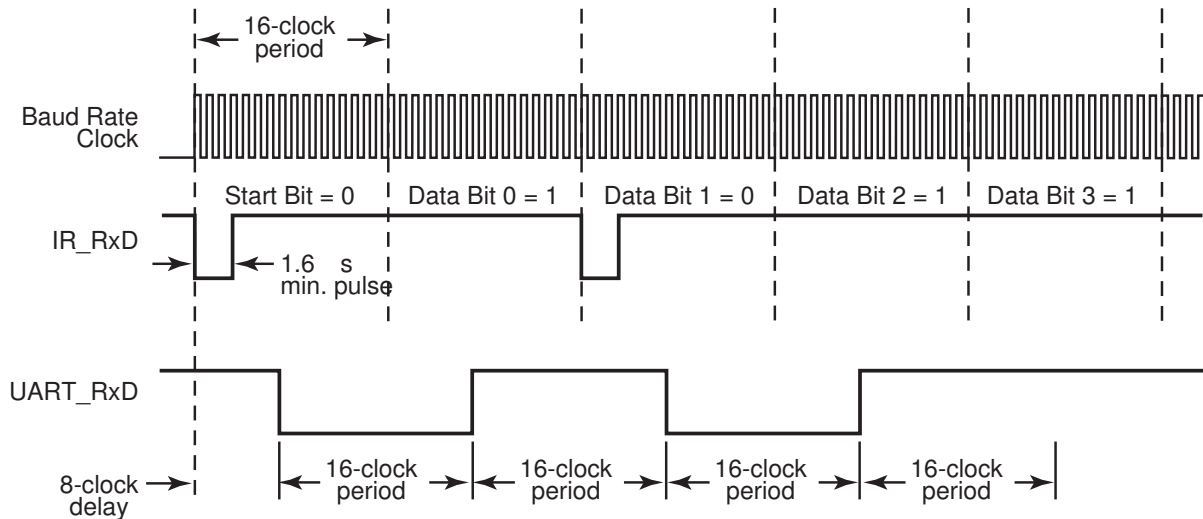 16-clock
period
Baud Rate
Clock
Start Bit = 0
Data Bit 0 = 1
Data Bit 1 = 0
Data Bit 2 = 1
Data Bit 3 = 1
IR_RxD
1.6 s
min. pulse
UART_RxD
16-clock
period
16-clock
period
16-clock
period
16-clock
period
8-clock
delay